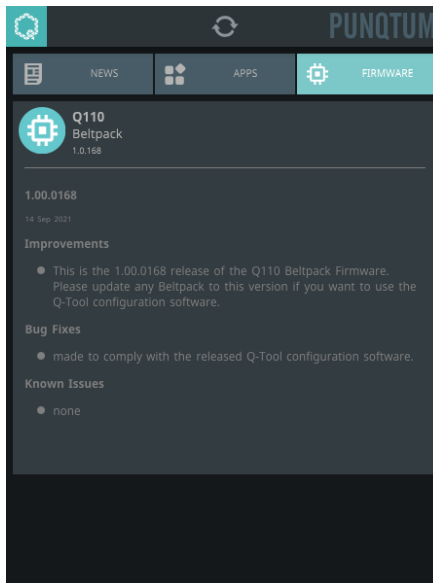 PUNQTUM
NEWS
APPS
FIRMWARE
Q110
Beltpack
1.0.168
1.00.0168
14 Sep 2021
Improvements
This is the 1.00.0168 release of the Q110 Beltpack Firmware.
Please update any Beltpack to this version if you want to use the
Q-Tool configuration software.
Bug Fixes
made to comply with the released Q-Tool configuration software.
Known Issues
none